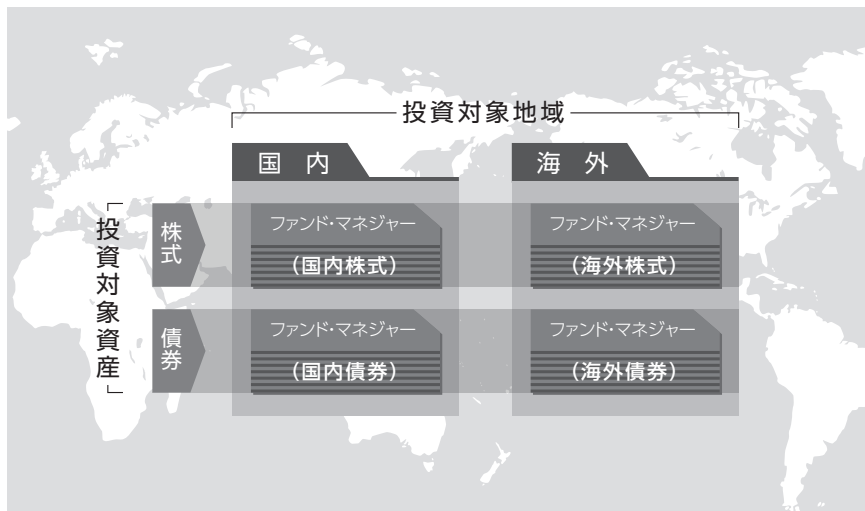 投資対象地域
国内
海外
投資対象資産
株式
ファンド・マネジャー
(国内株式)
ファンド・マネジャー
(海外株式)
債券
ファンド・マネジャー
(国内債券)
ファンド・マネジャー
(海外債券)